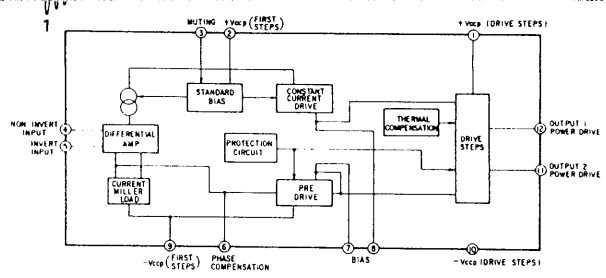 MUTING
+Vccp (FIRST STEPS)
+Vccp (DRIVE STEPS)
3
2
1
STANDARD BIAS
CONSTANT CURRENT DRIVE
THERMAL COMPENSATION
NON INVERT INPUT
4
INVERT INPUT
5
DIFFERENTIAL AMP
PROTECTION CIRCUIT
DRIVE STEPS
12
OUTPUT 1 POWER DRIVE
11
OUTPUT 2 POWER DRIVE
CURRENT MILLER LOAD
PRE DRIVE
9
6
7
8
10
-Vccp (FIRST STEPS)
PHASE COMPENSATION
BIAS
-Vccp (DRIVE STEPS)